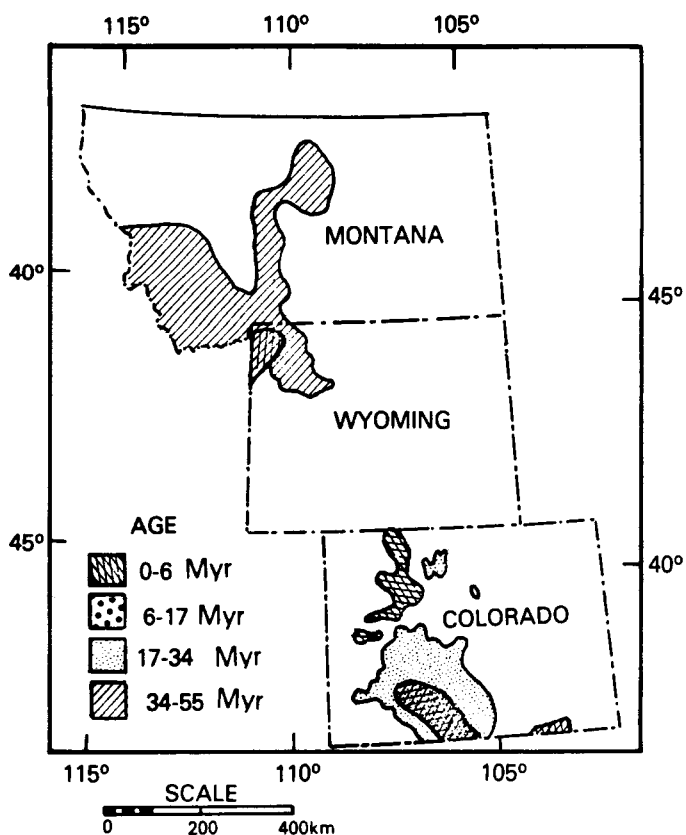 115° 110° 105°
MONTANA
40° 45°
WYOMING
AGE
45° 40°
0-6 Myr
COLORADO
6-17 Myr
17-34 Myr
34-55 Myr
115° 110° 105°
SCALE
0 200 400km